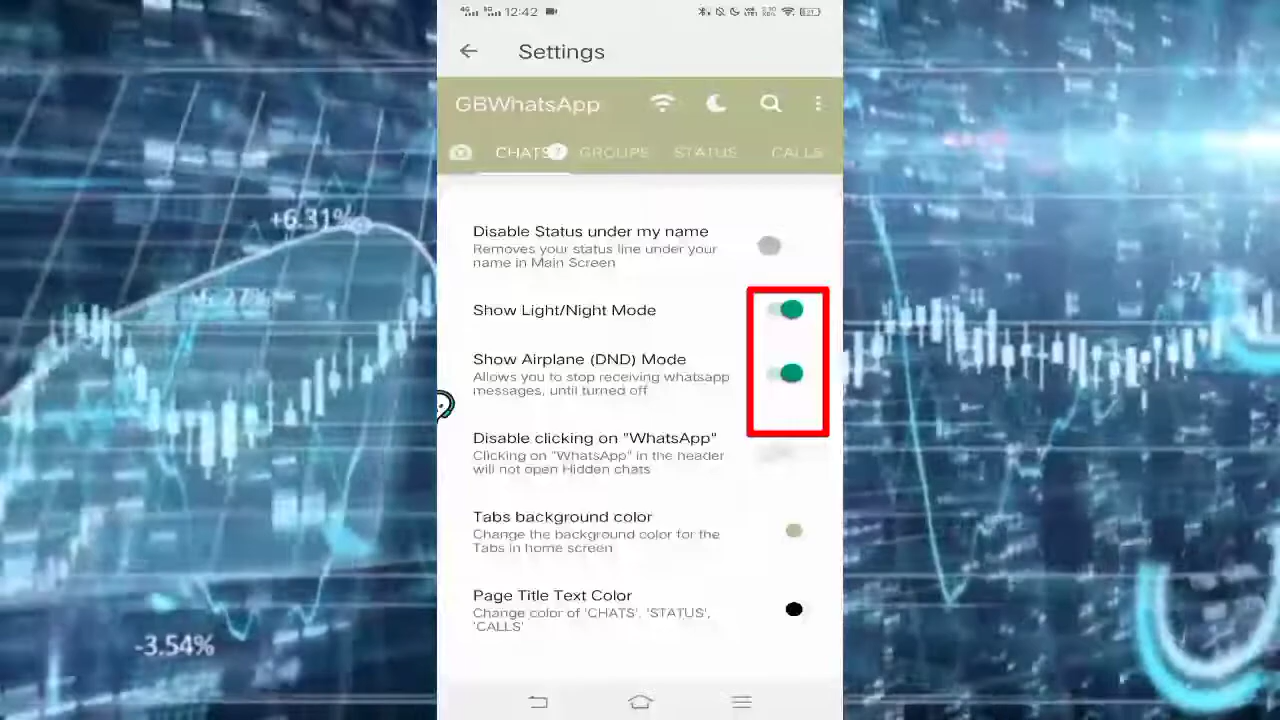 12:42
Settings
GBWhatsApp
CHATS GROUPS STATUS CALLS
Disable Status under my name
Removes your status line under your
name in Main Screen
Show Light/Night Mode
Show Airplane (DND) Mode
Allows you to stop receiving whatsapp
messages, until turned off
Disable clicking on "WhatsApp"
Clicking on "WhatsApp" in the header
will not open Hidden chats
Tabs background color
Change the background color for the
Tabs in home screen
Page Title Text Color
Change color of 'CHATS', 'STATUS',
'CALLS'
+6.31%
-3.54%